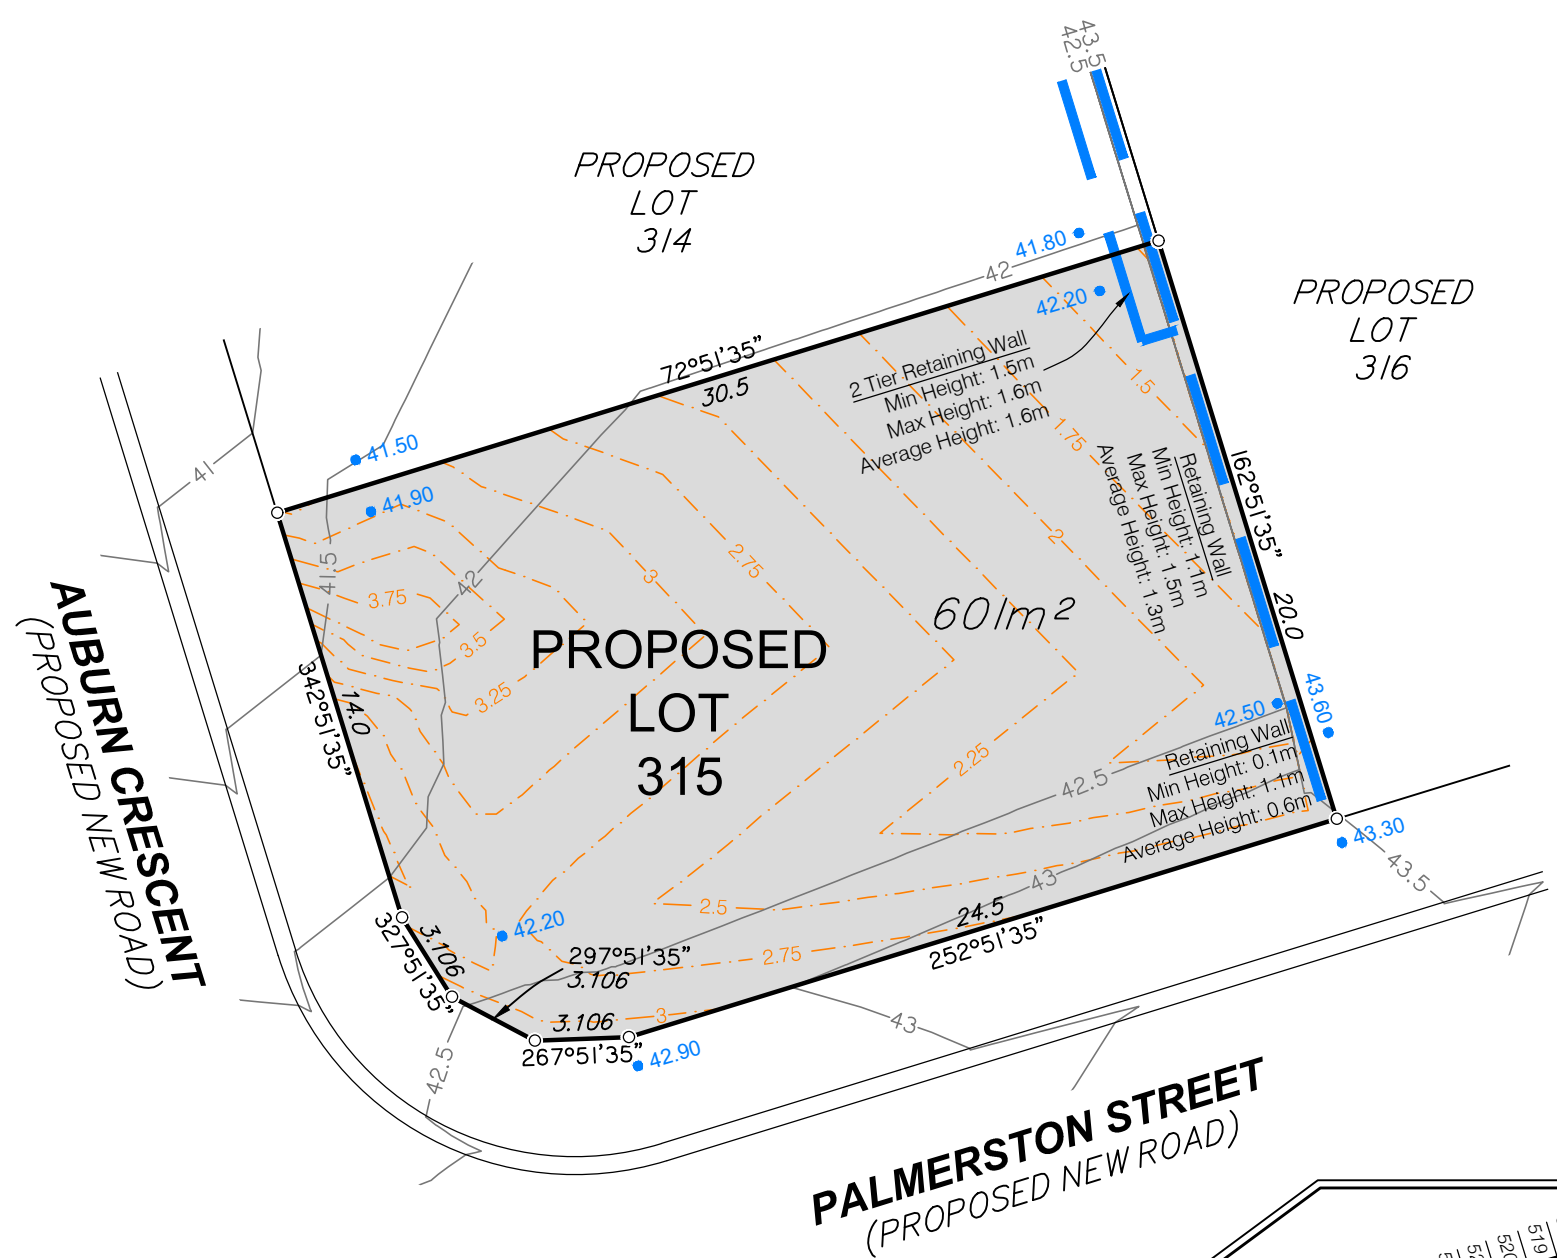 43.5
42.5
PROPOSED
LOT
314
41.80
42
42.20
PROPOSED
LOT
316
72°51'35"
30.5
2 Tier Retaining Wall
Min Height: 1.5m
Max Height: 1.6m
Average Height: 1.6m
1.5
1.75
41.50
41
41.90
Retaining Wall
Min Height: 1.1m
Max Height: 1.5m
Average Height: 1.3m
162°51'35"
20.0
2
2.75
3
41.5
42
3.75
3.5
3.25
601m²
PROPOSED
LOT
315
AUBURN CRESCENT
(PROPOSED NEW ROAD)
342°51'35"
14.0
43.60
42.50
2.25
42.5
Retaining Wall
Min Height: 0.1m
Max Height: 1.1m
Average Height: 0.6m
43.30
43.5
43
2.5
24.5
252°51'35"
42.20
327°51'35"
3.106
297°51'35"
3.106
2.75
3
3.106
267°51'35"
42.90
42.5
43
PALMERSTON STREET
(PROPOSED NEW ROAD)
519
520